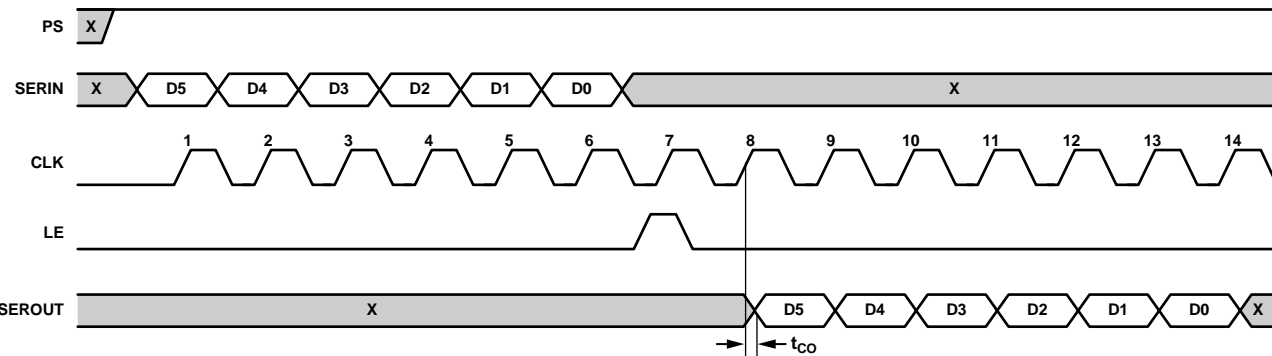 PS X
SERIN X D5 D4 D3 D2 D1 D0 X
1 2 3 4 5 6 7 8 9 10 11 12 13 14
CLK
LE
SEROUT X D5 D4 D3 D2 D1 D0 X
tCO